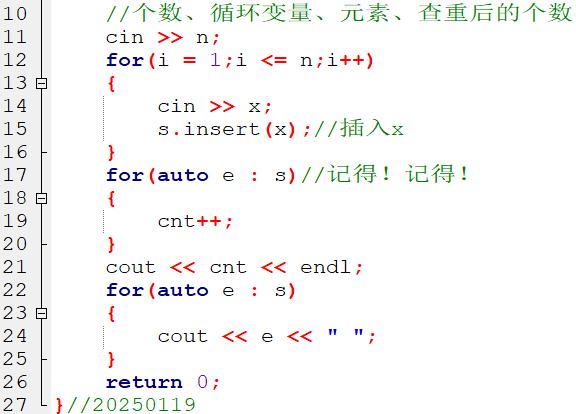 10 //个数、循环变量、元素、查重后的个数
11 cin >> n;
12 for(i = 1;i <= n;i++)
13 {
14 cin >> x;
15 s.insert(x);//插入x
16 }
17 for(auto e : s)//记得！记得！
18 {
19 cnt++;
20 }
21 cout << cnt << endl;
22 for(auto e : s)
23 {
24 cout << e << " ";
25 }
26 return 0;
27 }//20250119